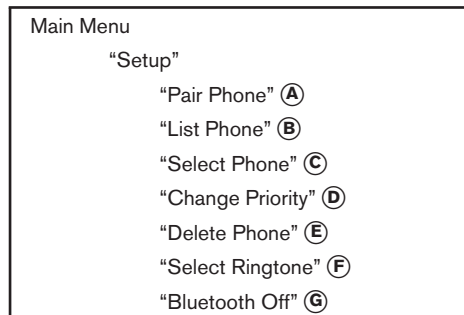 Main Menu
“Setup”
“Pair Phone” Ⓐ
“List Phone” Ⓑ
“Select Phone” Ⓒ
“Change Priority” Ⓓ
“Delete Phone” Ⓔ
“Select Ringtone” Ⓕ
“Bluetooth Off” Ⓖ